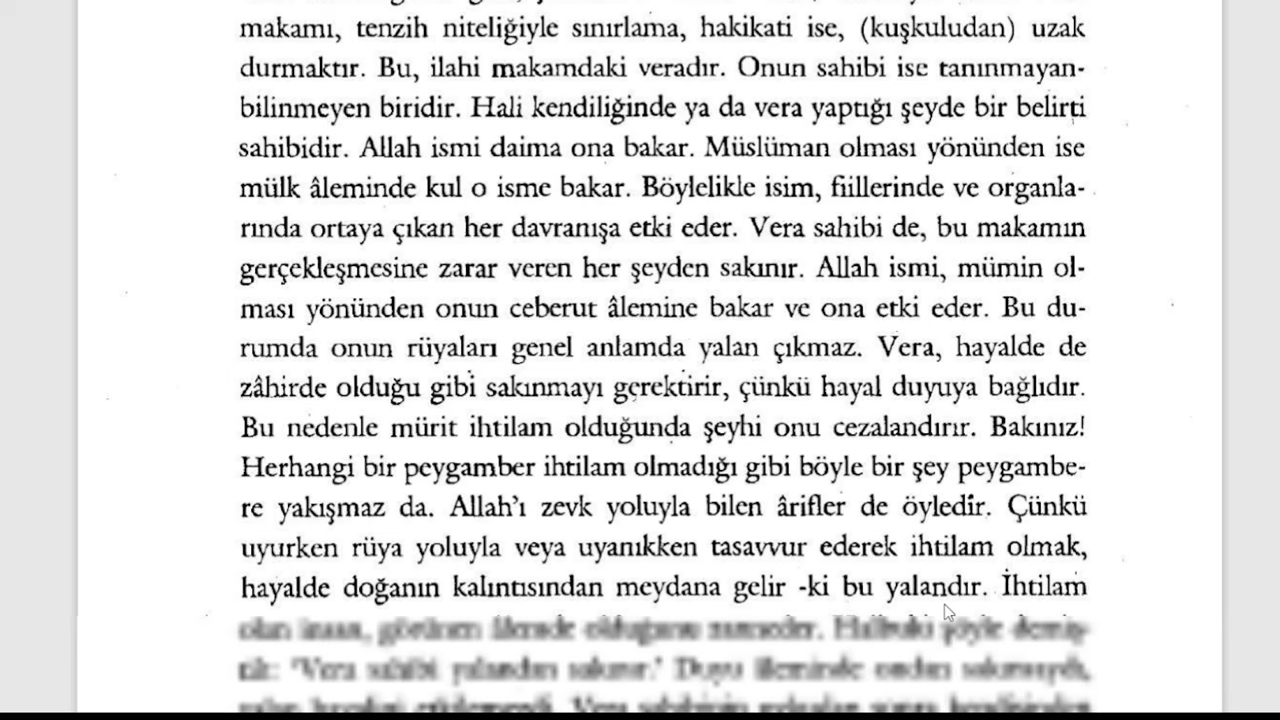 makamı, tenzih niteliğiyle sınırlama, hakikati ise, (kuşkuludan) uzak
durmaktır. Bu, ilahi makamdaki veradır. Onun sahibi ise tanınmayan-
bilinmeyen biridir. Hali kendiliğinde ya da vera yaptığı şeyde bir belirti
sahibidir. Allah ismi daima ona bakar. Müslüman olması yönünden ise
mülk âleminde kul o isme bakar. Böylelikle isim, fiillerinde ve organla-
rında ortaya çıkan her davranışa etki eder. Vera sahibi de, bu makamın
gerçekleşmesine zarar veren her şeyden sakınır. Allah ismi, mümin ol-
ması yönünden onun ceberut âlemine bakar ve ona etki eder. Bu du-
rumda onun rüyaları genel anlamda yalan çıkmaz. Vera, hayalde de
zâhirde olduğu gibi sakınmayı gerektirir, çünkü hayal duyuya bağlıdır.
Bu nedenle mürit ihtilam olduğunda şeyhi onu cezalandırır. Bakınız!
Herhangi bir peygamber ihtilam olmadığı gibi böyle bir şey peygambe-
re yakışmaz da. Allah'ı zevk yoluyla bilen ârifler de öyledir. Çünkü
uyurken rüya yoluyla veya uyanıkken tasavvur ederek ihtilam olmak,
hayalde doğanın kalıntısından meydana gelir -ki bu yalandır. İhtilam